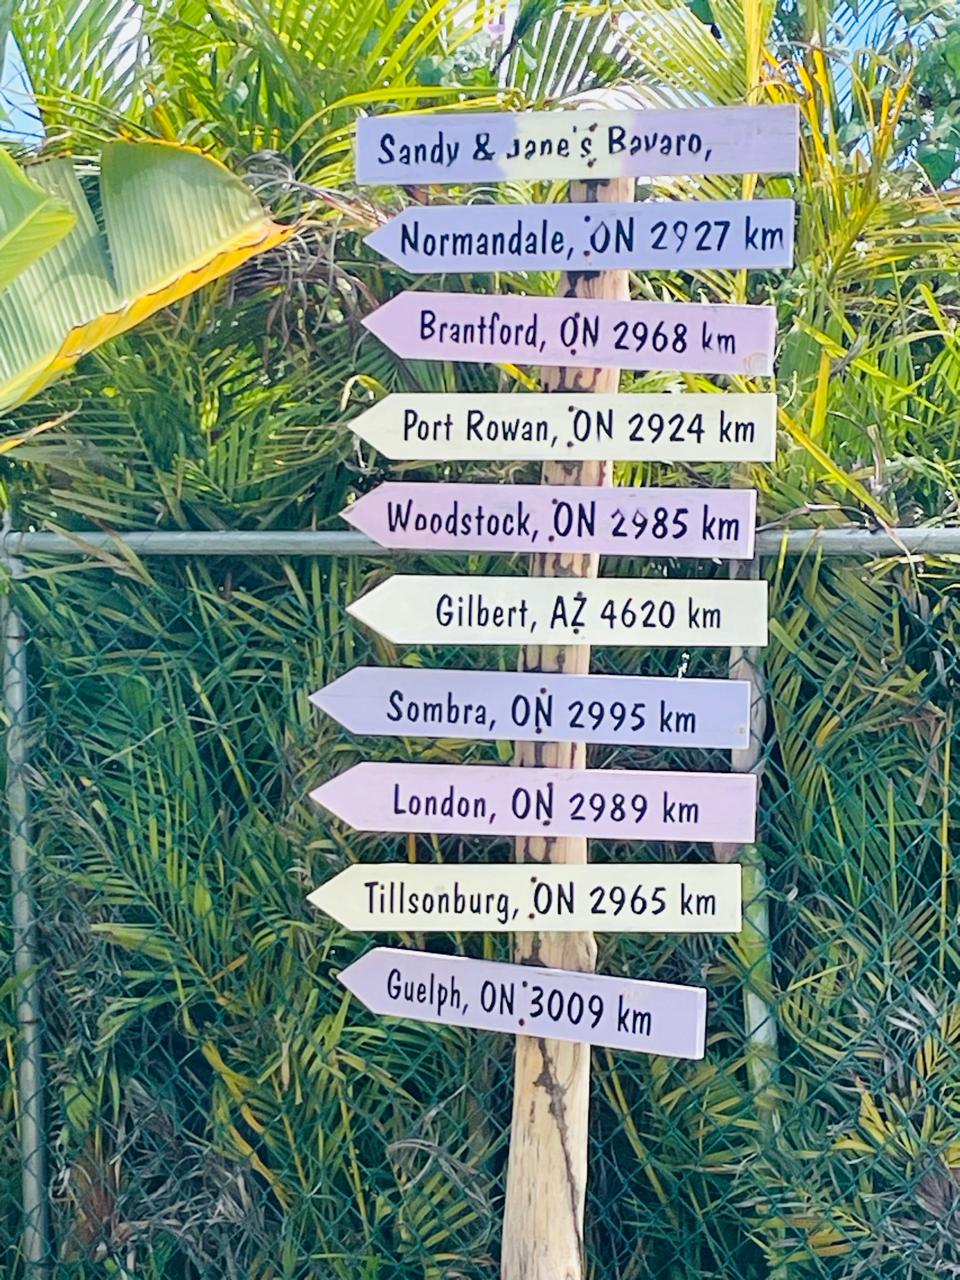 Sandy & Jane's Bavaro,
Normandale, ON 2927 km
Brantford, ON 2968 km
Port Rowan, ON 2924 km
Woodstock, ON 2985 km
Gilbert, AZ 4620 km
Sombra, ON 2995 km
London, ON 2989 km
Tillsonburg, ON 2965 km
Guelph, ON 3009 km